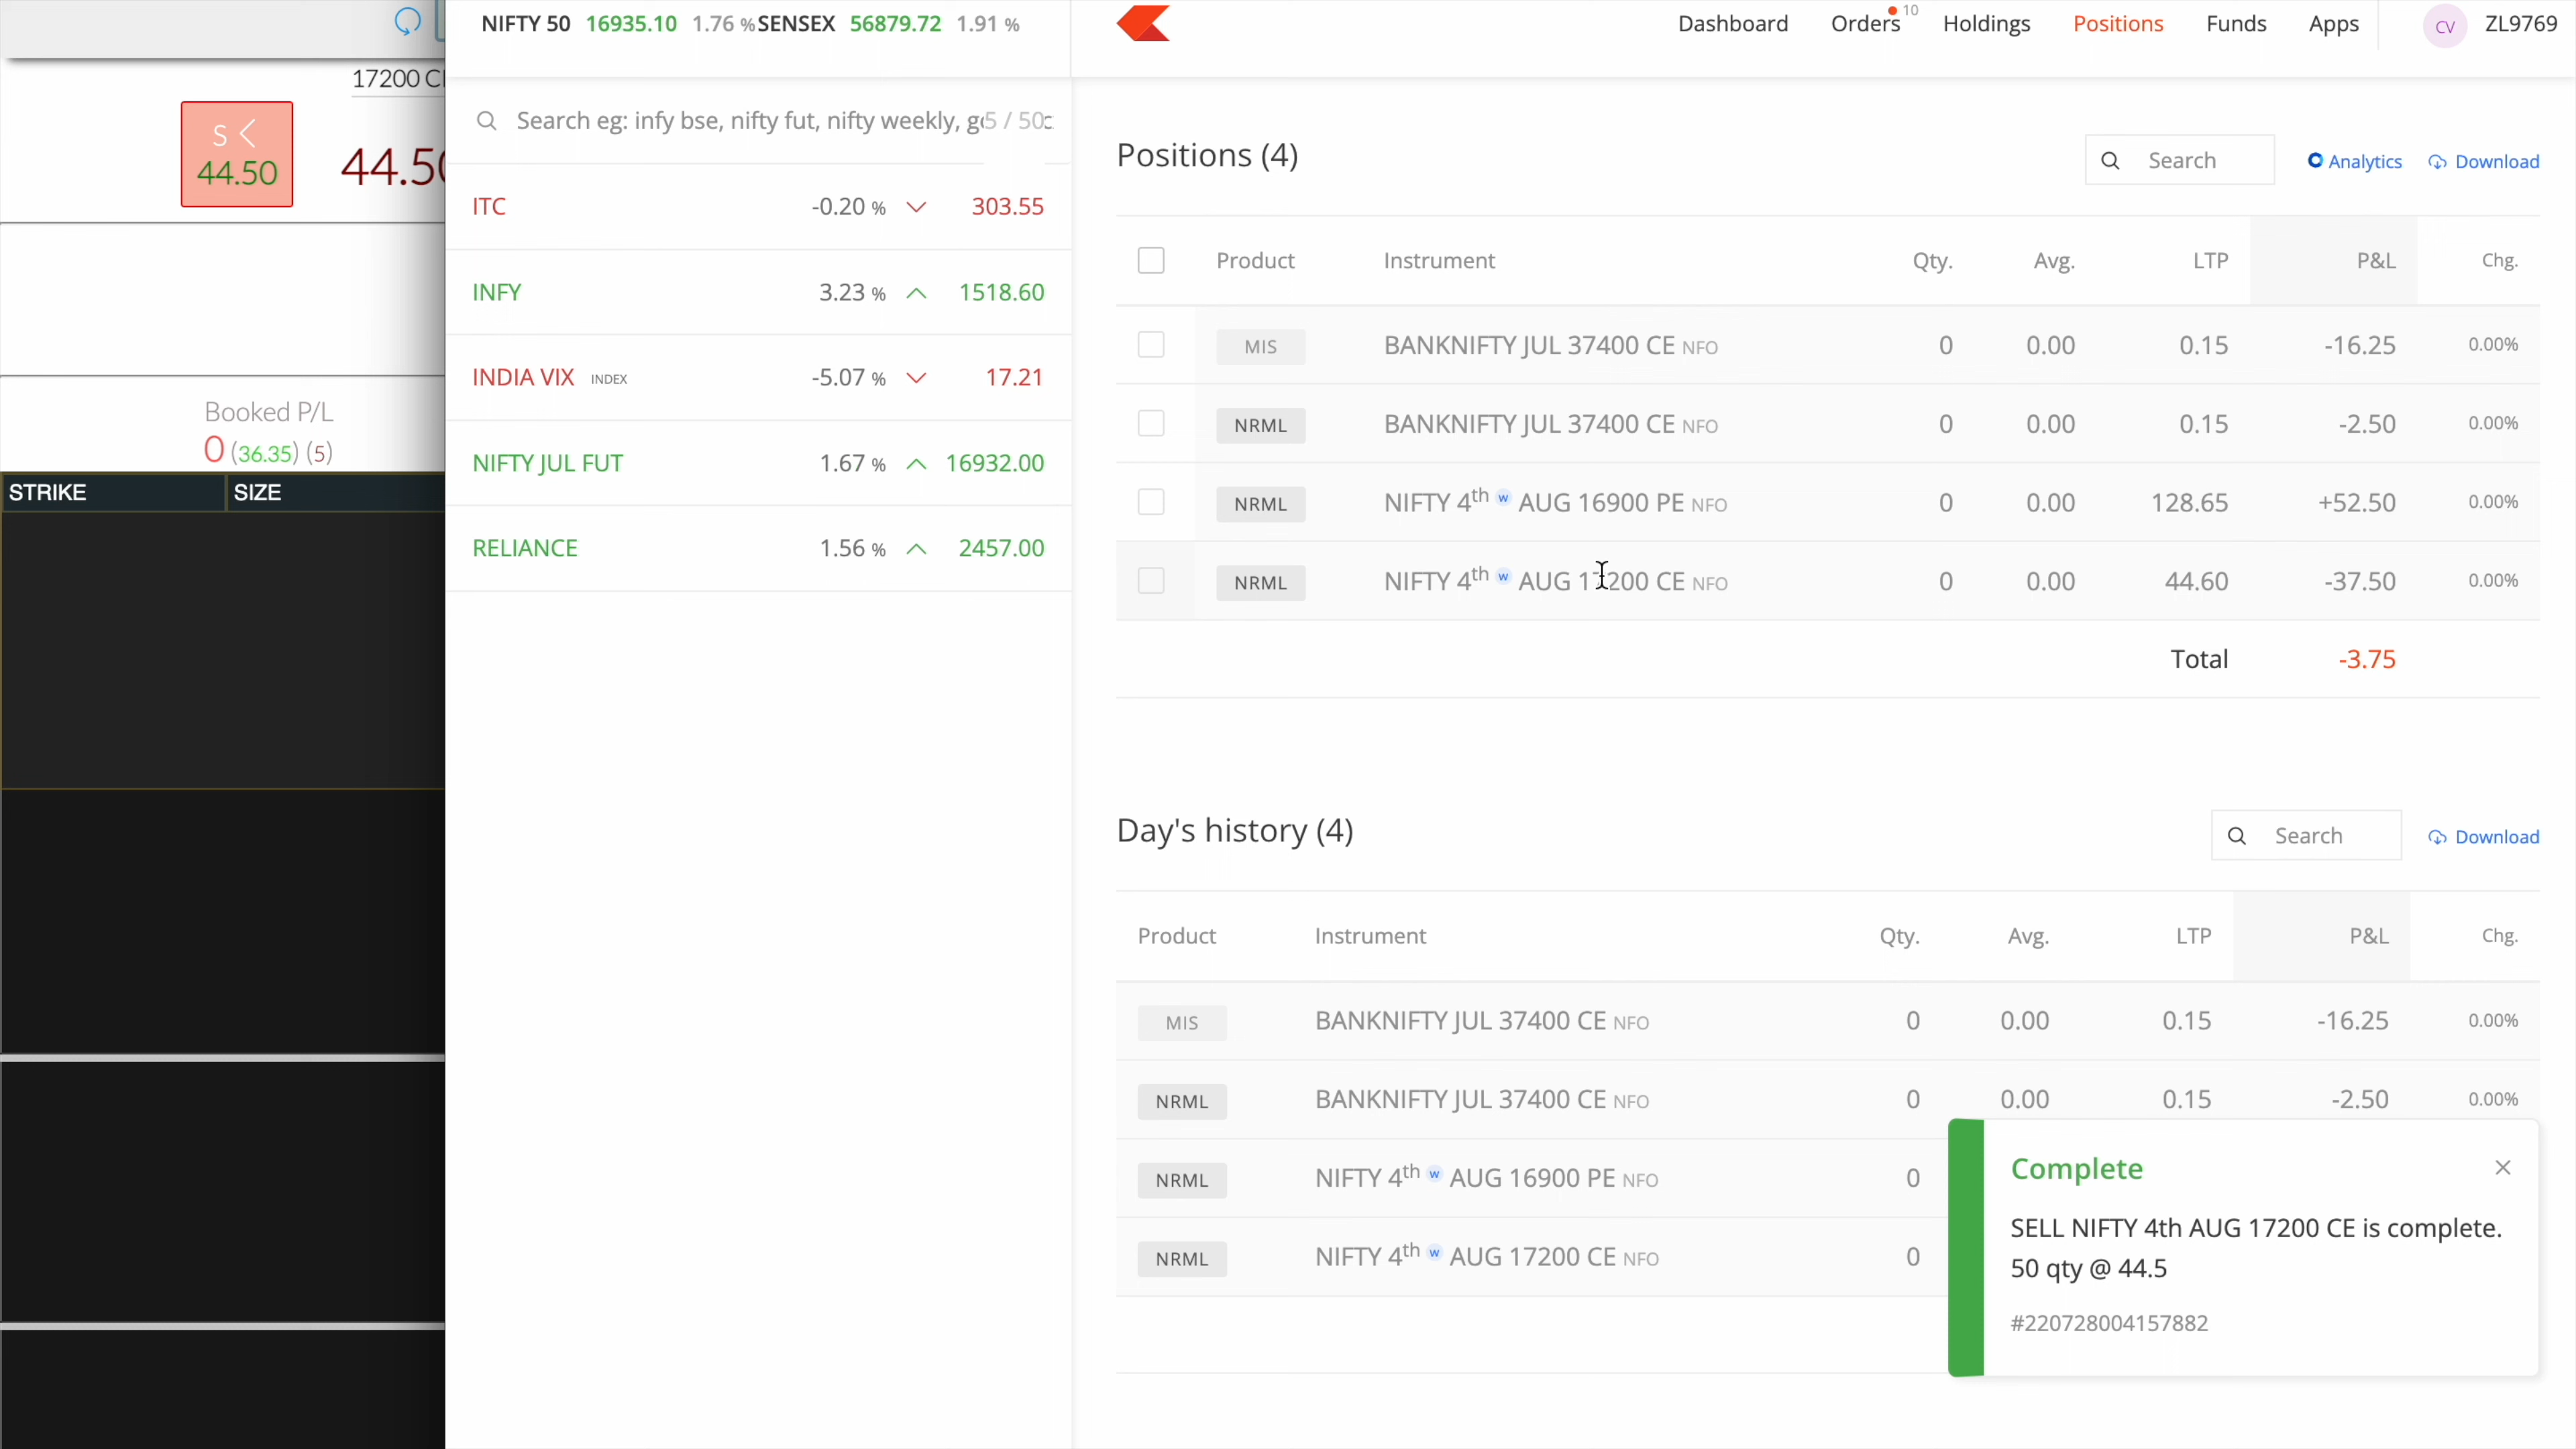 17200 C
S <
44.50
44.50
Booked P/L
0 (36.35) (5)
STRIKE SIZE
NIFTY 50 16935.10 1.76 % SENSEX 56879.72 1.91 %
Search eg: infy bse, nifty fut, nifty weekly, 5 / 50
ITC -0.20 % 303.55
INFY 3.23 % 1518.60
INDIA VIX INDEX -5.07 % 17.21
NIFTY JUL FUT 1.67 % 16932.00
RELIANCE 1.56 % 2457.00
Dashboard Orders 10 Holdings Positions Funds Apps CV ZL9769
Positions (4) Search Analytics Download
Product Instrument Qty. Avg. LTP P&L Chg.
MIS BANKNIFTY JUL 37400 CE NFO 0 0.00 0.15 -16.25 0.00%
NRML BANKNIFTY JUL 37400 CE NFO 0 0.00 0.15 -2.50 0.00%
NRML NIFTY 4th w AUG 16900 PE NFO 0 0.00 128.65 +52.50 0.00%
NRML NIFTY 4th w AUG 17200 CE NFO 0 0.00 44.60 -37.50 0.00%
Total -3.75
Day's history (4) Search Download
Product Instrument Qty. Avg. LTP P&L Chg.
MIS BANKNIFTY JUL 37400 CE NFO 0 0.00 0.15 -16.25 0.00%
NRML BANKNIFTY JUL 37400 CE NFO 0 0.00 0.15 -2.50 0.00%
NRML NIFTY 4th w AUG 16900 PE NFO 0
NRML NIFTY 4th w AUG 17200 CE NFO 0
Complete
SELL NIFTY 4th AUG 17200 CE is complete.
50 qty @ 44.5
#220728004157882